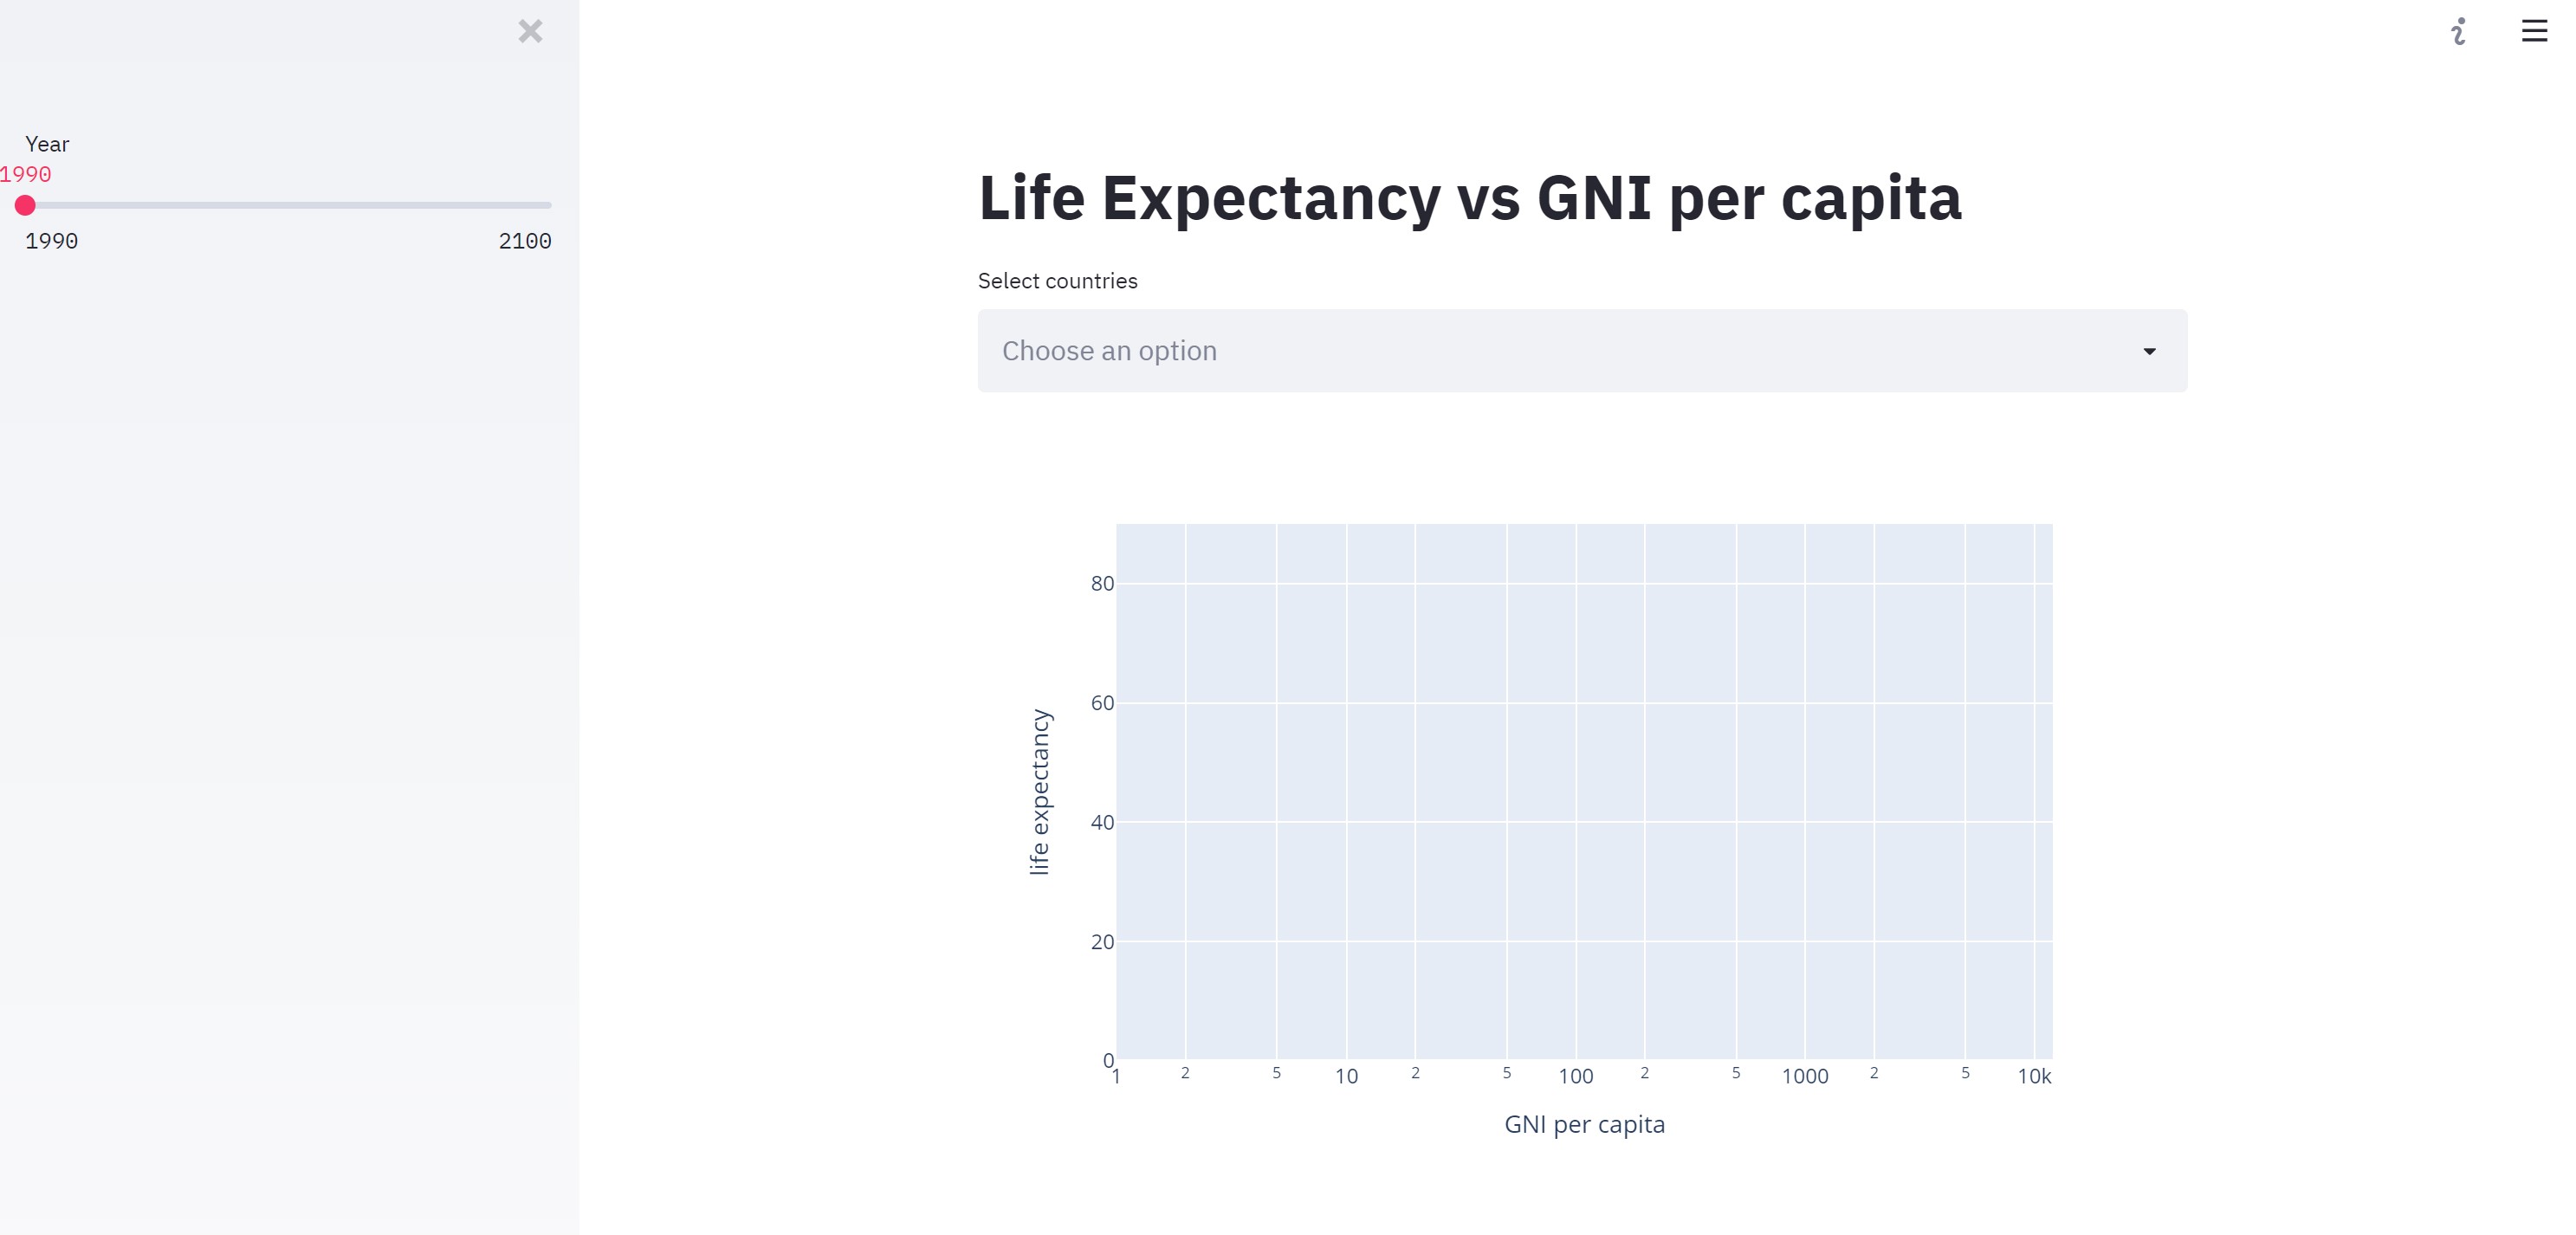 Year
1990
1990 2100
Life Expectancy vs GNI per capita
Select countries
Choose an option
80
60
40
20
0
life expectancy
1 2 5 10 2 5 100 2 5 1000 2 5 10k
GNI per capita